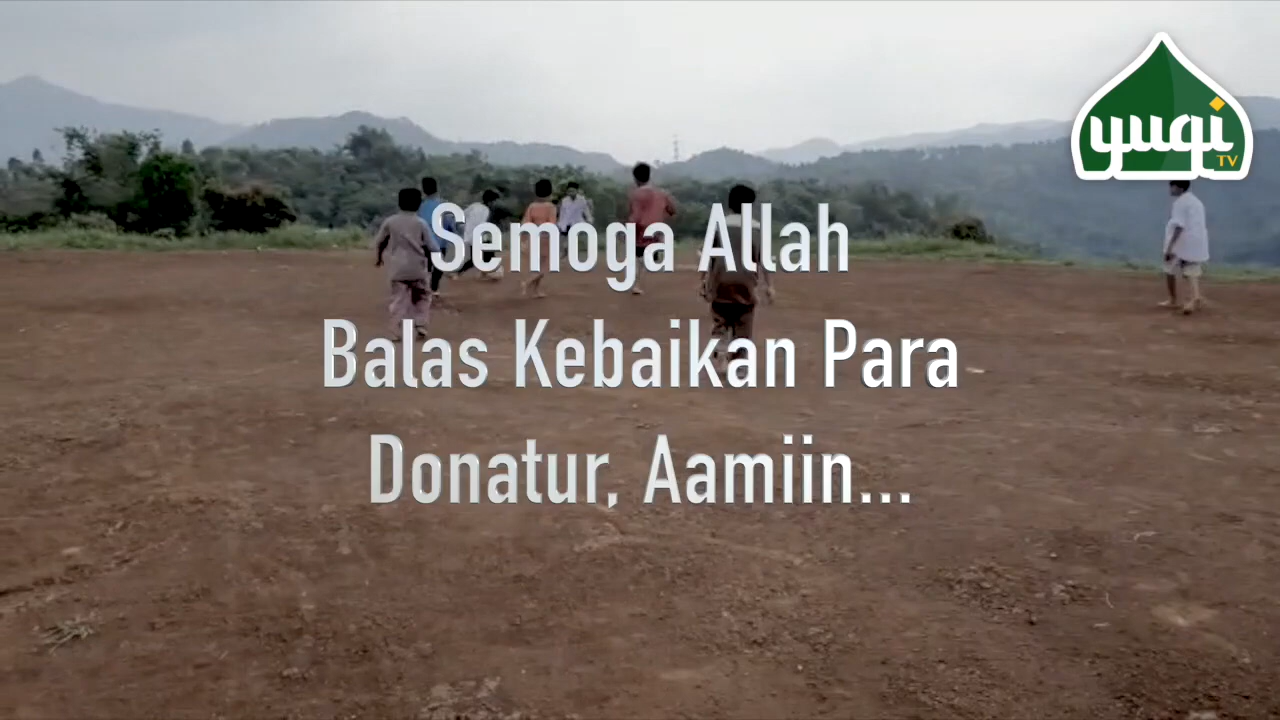 yuqi
TV
Semoga Allah
Balas Kebaikan Para
Donatur, Aamiin...